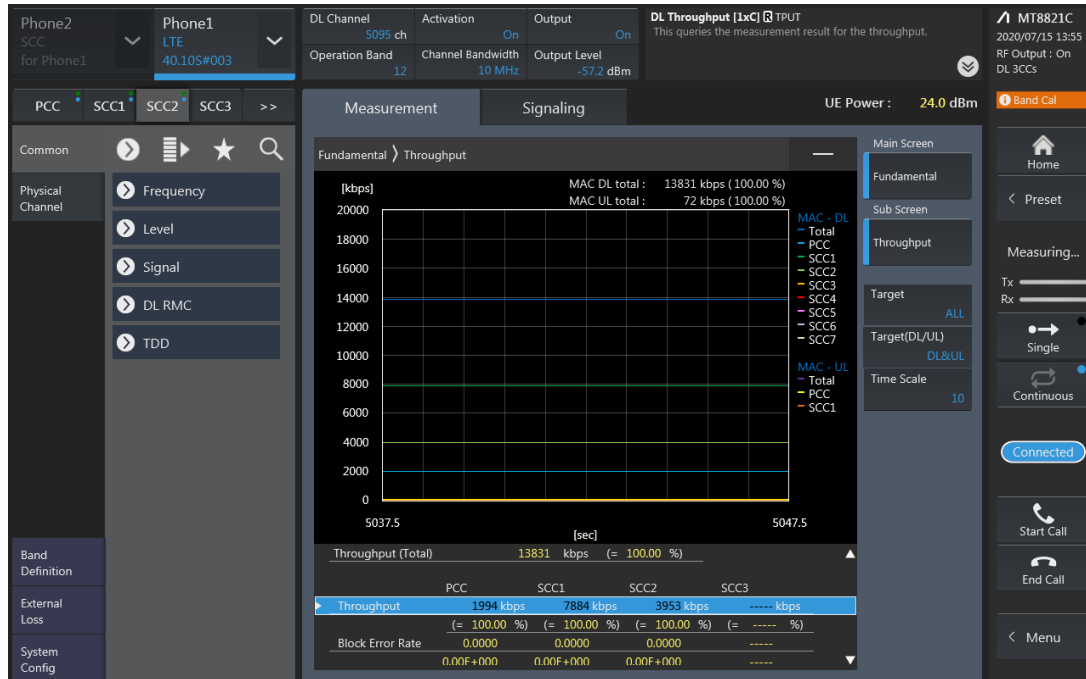 Phone2
SCC
for Phone1
Phone1
LTE
40.10S#003
DL Channel
5095 ch
Activation
On
Output
On
Operation Band
12
Channel Bandwidth
10 MHz
Output Level
-57.2 dBm
DL Throughput [1xC] R TPUT
This queries the measurement result for the throughput.
MT8821C
2020/07/15 13:55
RF Output : On
DL 3CCs
PCC SCC1 SCC2 SCC3 >>
Measurement
Signaling
UE Power : 24.0 dBm
Band Cal
Common
Physical
Channel
Frequency
Level
Signal
DL RMC
TDD
Band
Definition
External
Loss
System
Config
Fundamental Throughput
[kbps]
MAC DL total : 13831 kbps (100.00 %)
MAC UL total : 72 kbps (100.00 %)
20000
18000
16000
14000
12000
10000
8000
6000
4000
2000
0
5037.5
5047.5
[sec]
MAC - DL
Total
PCC
SCC1
SCC2
SCC3
SCC4
SCC5
SCC6
SCC7
MAC - UL
Total
PCC
SCC1
Throughput (Total) 13831 kbps (= 100.00 %)
PCC SCC1 SCC2 SCC3
Throughput 1994 kbps 7884 kbps 3953 kbps ----- kbps
(= 100.00 %) (= 100.00 %) (= 100.00 %) (= ----- %)
Block Error Rate 0.0000 0.0000 0.0000 -----
0.00E+000 0.00E+000 0.00E+000 -----
Main Screen
Fundamental
Sub Screen
Throughput
Target
ALL
Target(DL/UL)
DL&UL
Time Scale
10
Home
< Preset
Measuring...
Tx
Rx
Single
Continuous
Connected
Start Call
End Call
< Menu